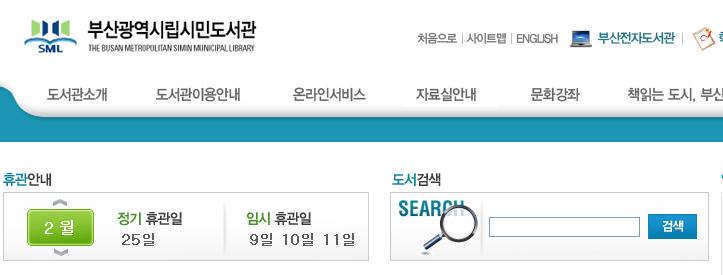 부산광역시립시민도서관
SML THE BUSAN METROPOLITAN SIMIN MUNICIPAL LIBRARY
처음으로 | 사이트맵 | ENGLISH 부산전자도서관 |
도서관소개 도서관이용안내 온라인서비스 자료실안내 문화강좌 책읽는 도시, 부산
휴관안내 도서검색
SEARCH
2 월 정기 휴관일 임시 휴관일 검색
25일 9일 10일 11일